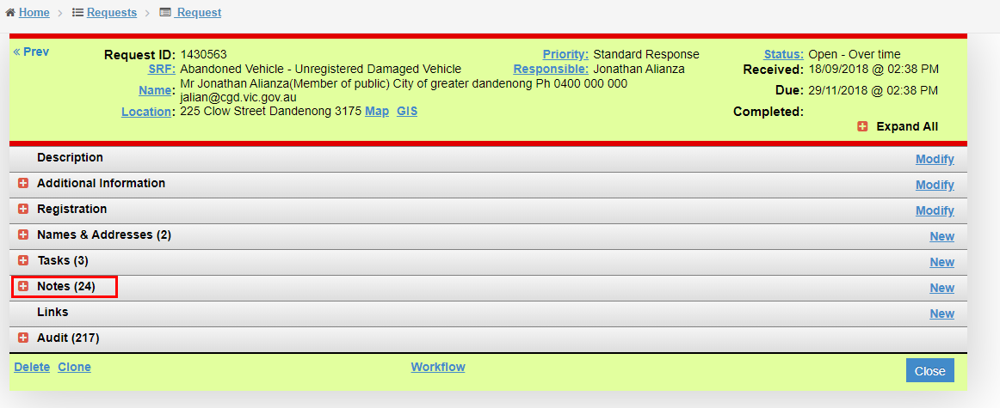 Home > Requests > Request
« Prev
Request ID: 1430563
SRF: Abandoned Vehicle - Unregistered Damaged Vehicle
Name: Mr Jonathan Alianza(Member of public) City of greater dandenong Ph 0400 000 000
jalian@cgd.vic.gov.au
Location: 225 Clow Street Dandenong 3175 Map GIS
Priority: Standard Response
Responsible: Jonathan Alianza
Status: Open - Over time
Received: 18/09/2018 @ 02:38 PM
Due: 29/11/2018 @ 02:38 PM
Completed:
Expand All
Description Modify
Additional Information Modify
Registration Modify
Names & Addresses (2) New
Tasks (3) New
Notes (24) New
Links New
Audit (217)
Delete Clone Workflow Close